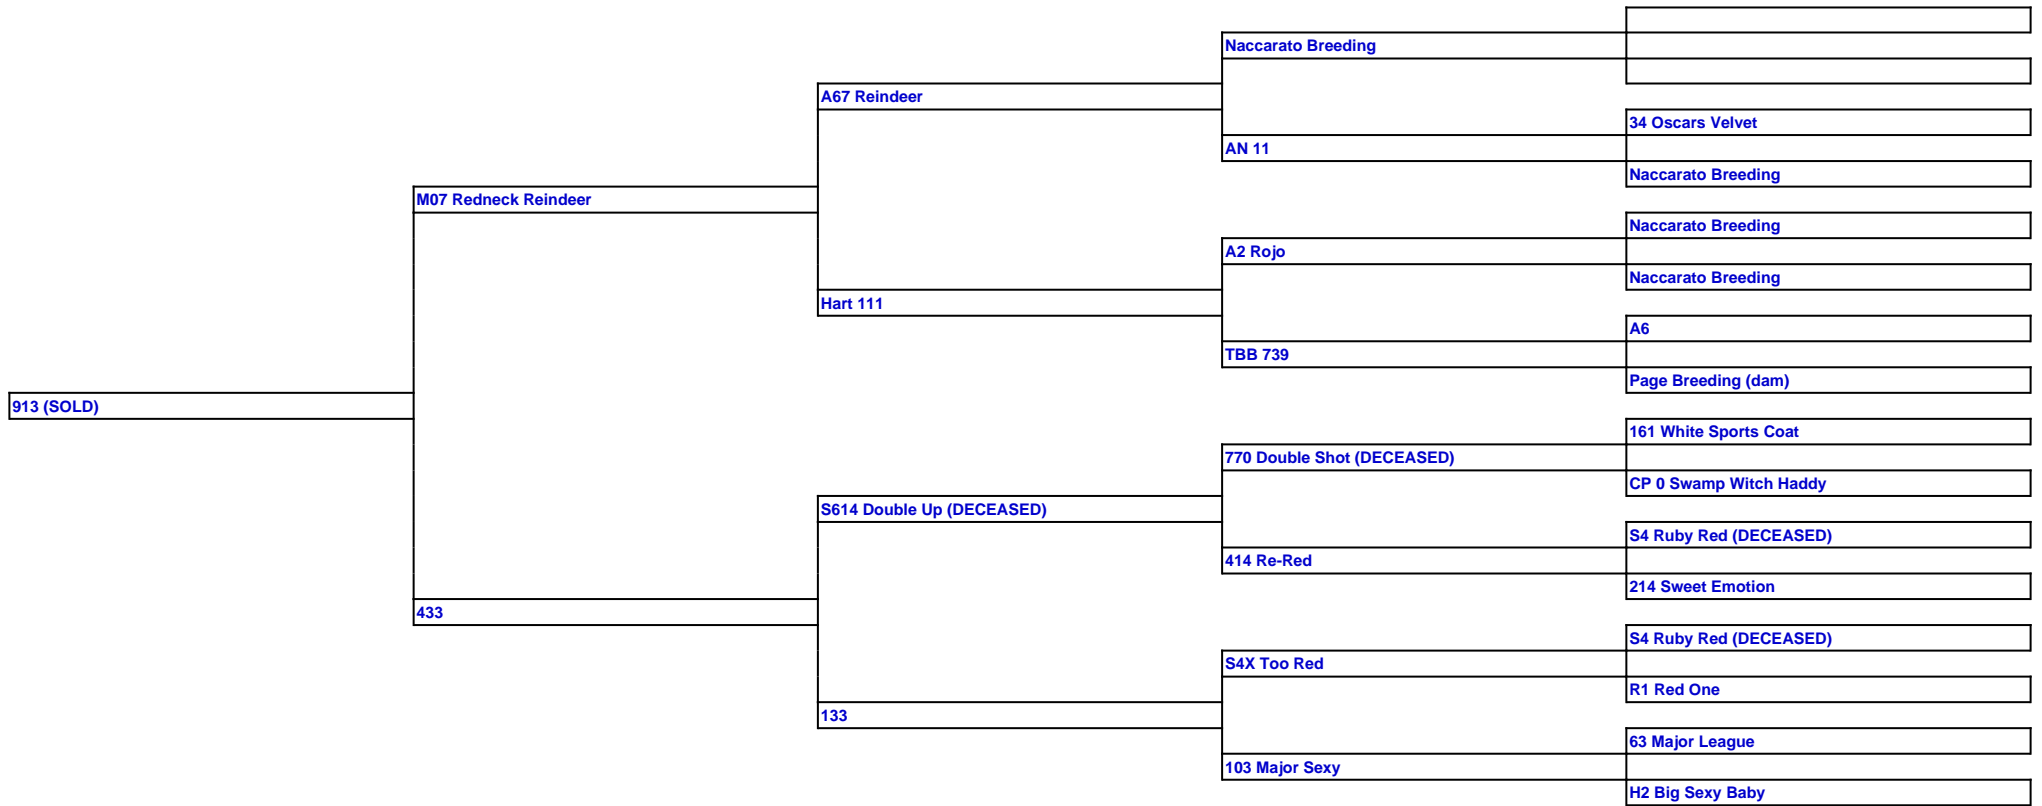 Naccarato Breeding
A67 Reindeer
34 Oscars Velvet
AN 11
Naccarato Breeding
M07 Redneck Reindeer
Naccarato Breeding
A2 Rojo
Naccarato Breeding
Hart 111
A6
TBB 739
Page Breeding (dam)
913 (SOLD)
161 White Sports Coat
770 Double Shot (DECEASED)
CP 0 Swamp Witch Haddy
S614 Double Up (DECEASED)
S4 Ruby Red (DECEASED)
414 Re-Red
214 Sweet Emotion
433
S4 Ruby Red (DECEASED)
S4X Too Red
R1 Red One
133
63 Major League
103 Major Sexy
H2 Big Sexy Baby